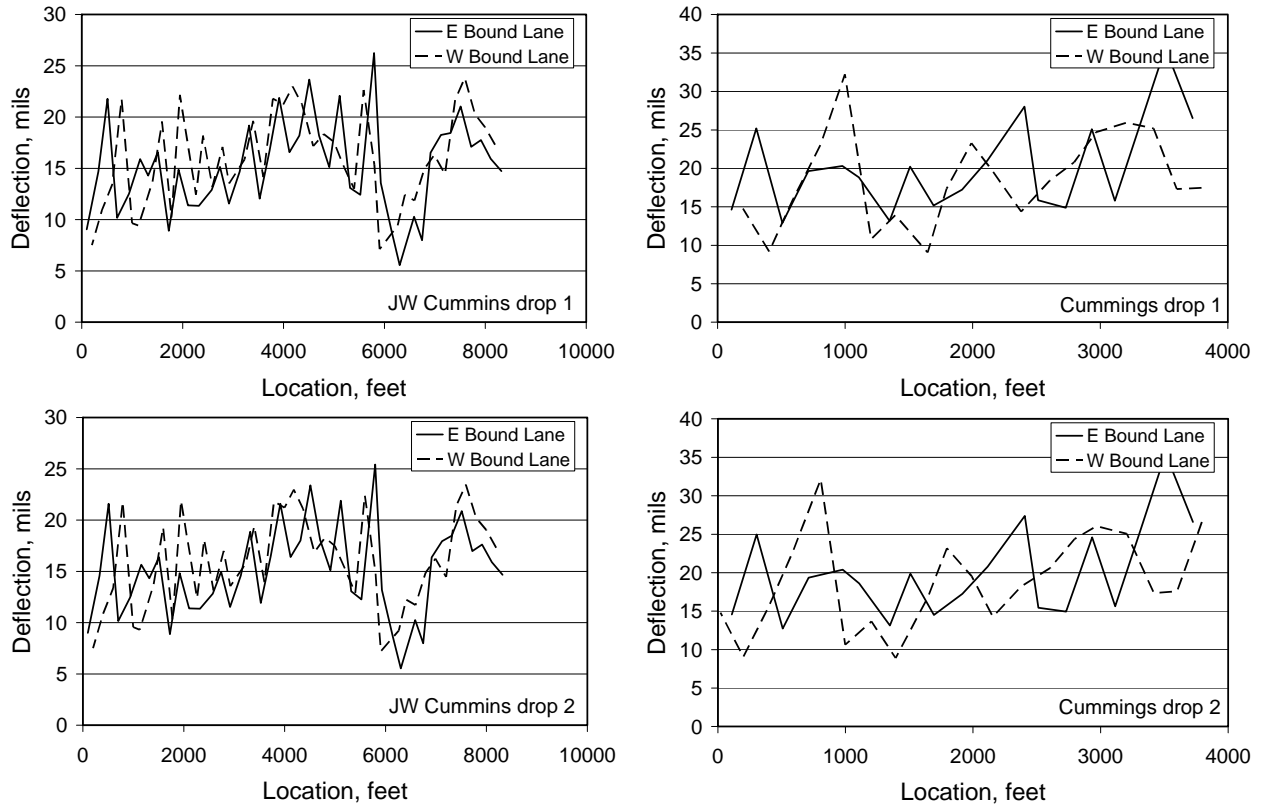 30
25
20
15
10
5
0
Deflection, mils
E Bound Lane
W Bound Lane
JW Cummins drop 1
0 2000 4000 6000 8000 10000
Location, feet
40
35
30
25
20
15
10
5
0
Deflection, mils
E Bound Lane
W Bound Lane
Cummings drop 1
0 1000 2000 3000 4000
Location, feet
30
25
20
15
10
5
0
Deflection, mils
E Bound Lane
W Bound Lane
JW Cummins drop 2
0 2000 4000 6000 8000 10000
Location, feet
40
35
30
25
20
15
10
5
0
Deflection, mils
E Bound Lane
W Bound Lane
Cummings drop 2
0 1000 2000 3000 4000
Location, feet